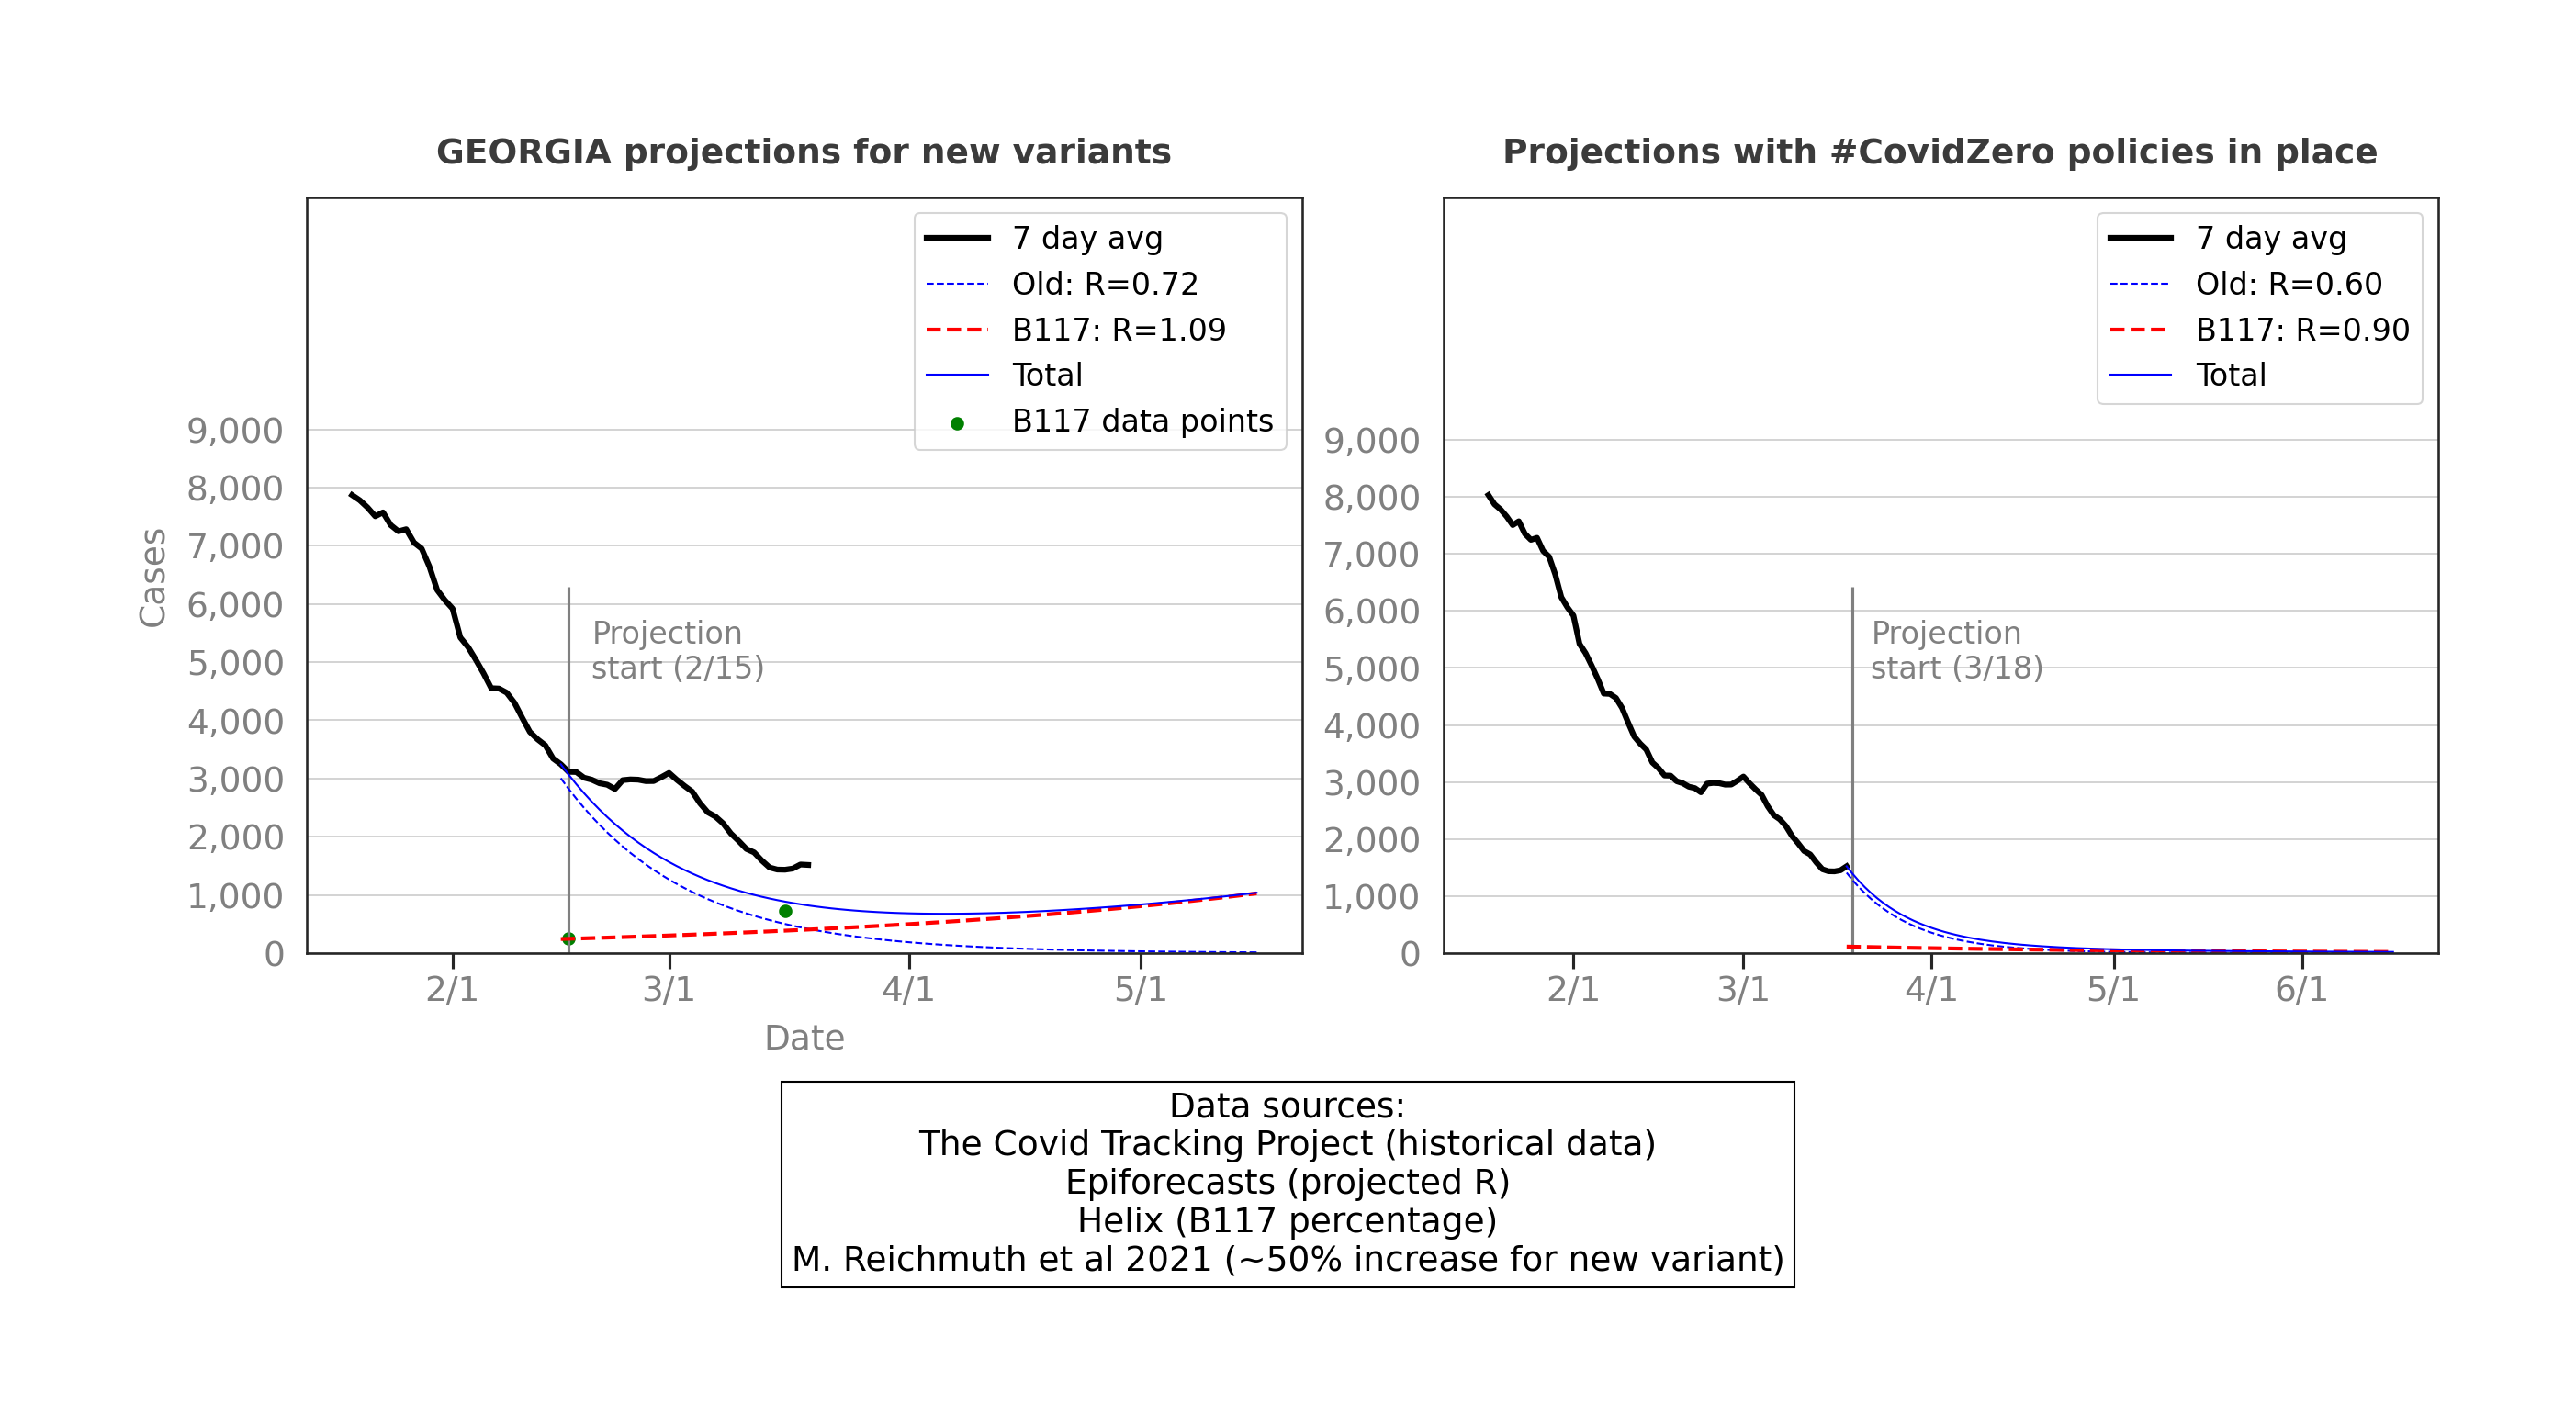 GEORGIA projections for new variants
7 day avg
Old: R=0.72
B117: R=1.09
Total
B117 data points
9,000
8,000
7,000
6,000
5,000
4,000
3,000
2,000
1,000
0
Cases
Projection
start (2/15)
2/1
3/1
4/1
5/1
Date
Projections with #CovidZero policies in place
7 day avg
Old: R=0.60
B117: R=0.90
Total
9,000
8,000
7,000
6,000
5,000
4,000
3,000
2,000
1,000
0
Projection
start (3/18)
2/1
3/1
4/1
5/1
6/1
Data sources:
The Covid Tracking Project (historical data)
Epiforecasts (projected R)
Helix (B117 percentage)
M. Reichmuth et al 2021 (~50% increase for new variant)